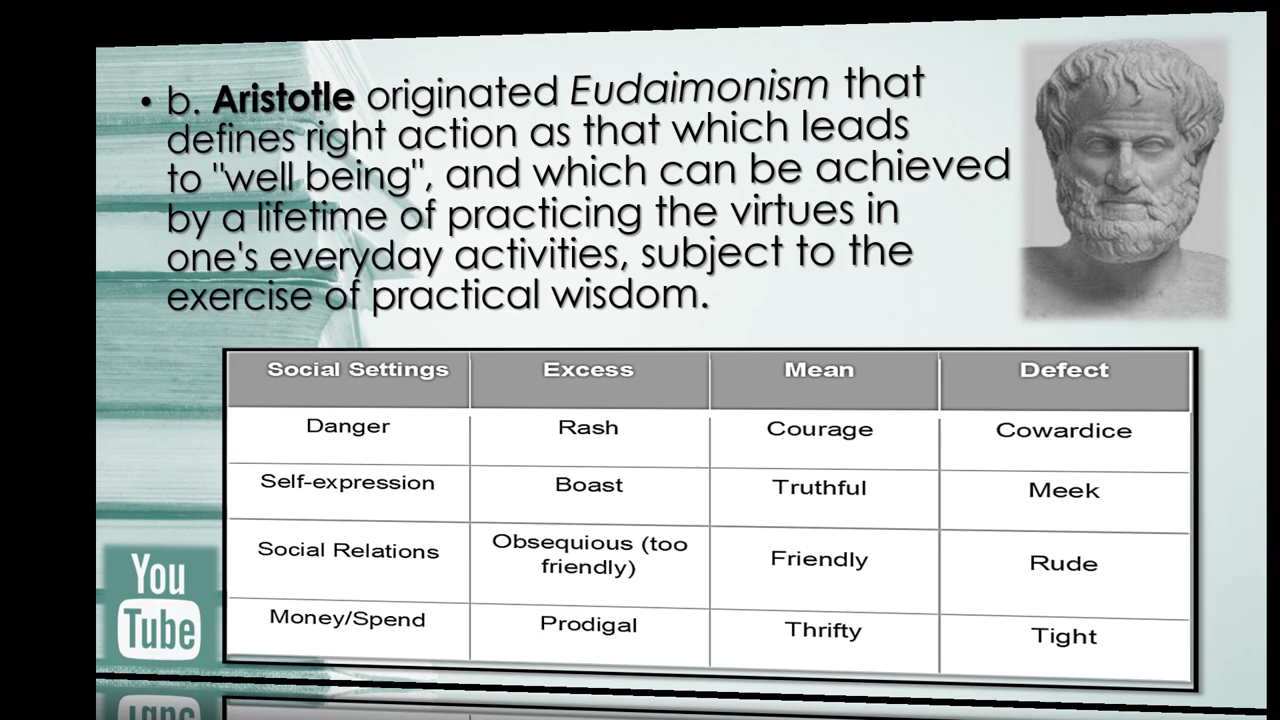 • b. Aristotle originated Eudaimonism that
defines right action as that which leads
to "well being", and which can be achieved
by a lifetime of practicing the virtues in
one's everyday activities, subject to the
exercise of practical wisdom.
Social Settings Excess Mean Defect
Danger Rash Courage Cowardice
Self-expression Boast Truthful Meek
Social Relations Obsequious (too friendly) Friendly Rude
Money/Spend Prodigal Thrifty Tight
You
Tube